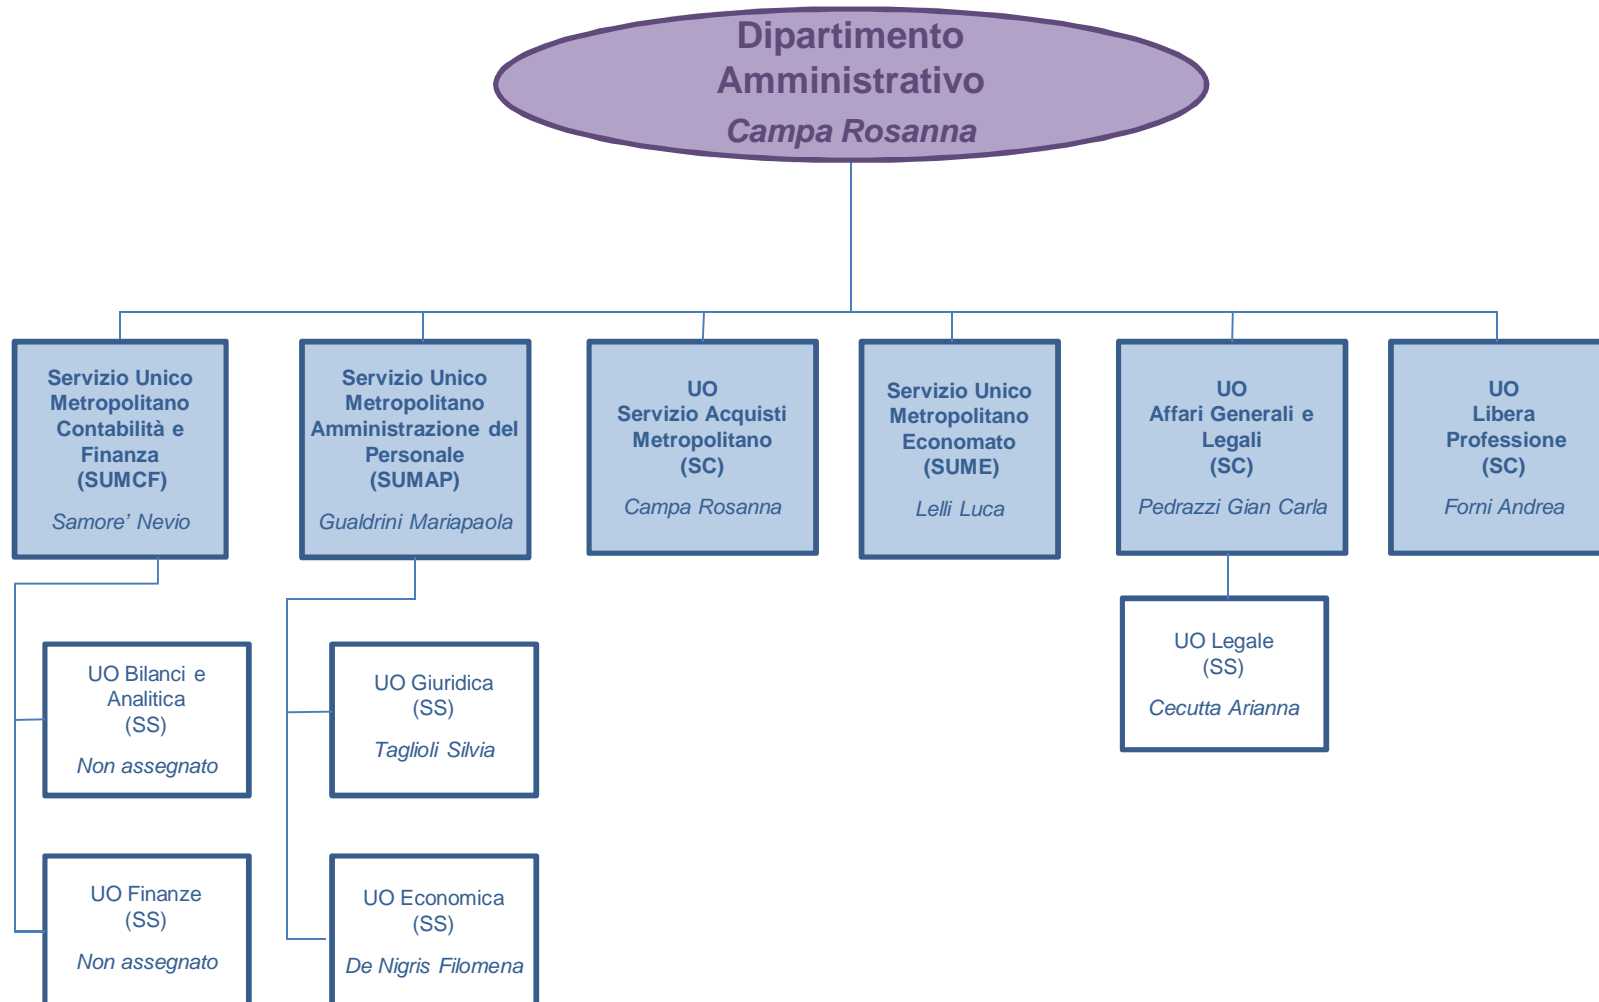 Dipartimento
Amministrativo
Campa Rosanna
Servizio Unico
Metropolitano
Contabilità e
Finanza
(SUMCF)
Samore’ Nevio
Servizio Unico
Metropolitano
Amministrazione del
Personale
(SUMAP)
Gualdrini Mariapaola
UO
Servizio Acquisti
Metropolitano
(SC)
Campa Rosanna
Servizio Unico
Metropolitano
Economato
(SUME)
Lelli Luca
UO
Affari Generali e
Legali
(SC)
Pedrazzi Gian Carla
UO
Libera
Professione
(SC)
Forni Andrea
UO Bilanci e
Analitica
(SS)
Non assegnato
UO Giuridica
(SS)
Taglioli Silvia
UO Legale
(SS)
Cecutta Arianna
UO Finanze
(SS)
Non assegnato
UO Economica
(SS)
De Nigris Filomena